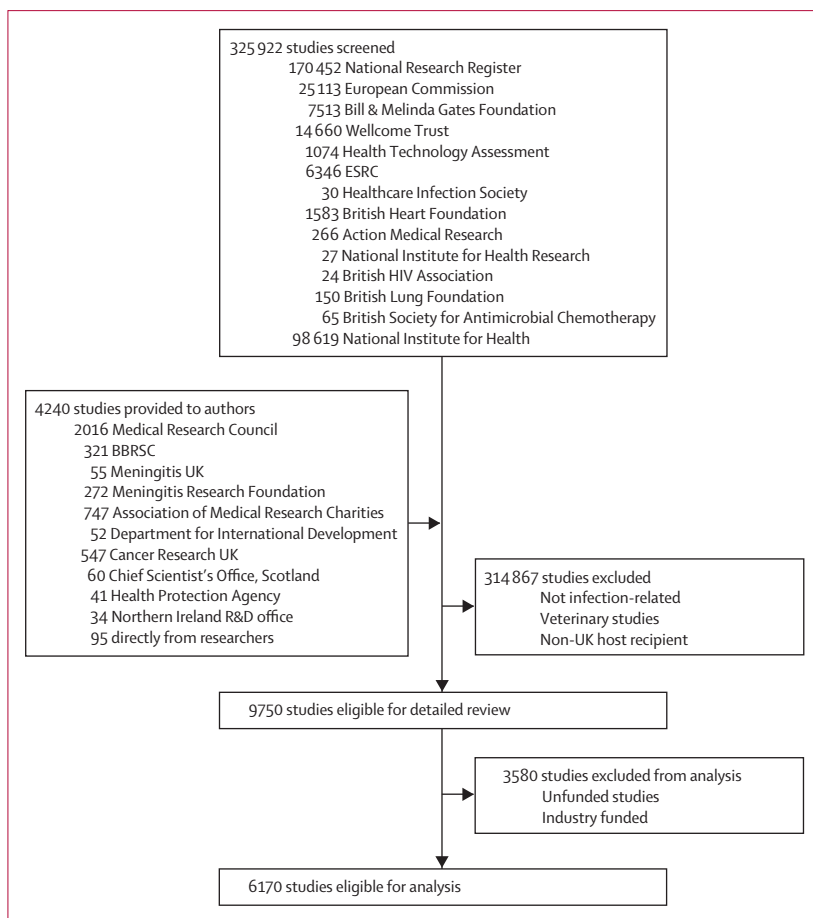 325 922 studies screened
170 452 National Research Register
25 113 European Commission
7513 Bill & Melinda Gates Foundation
14 660 Wellcome Trust
1074 Health Technology Assessment
6346 ESRC
30 Healthcare Infection Society
1583 British Heart Foundation
266 Action Medical Research
27 National Institute for Health Research
24 British HIV Association
150 British Lung Foundation
65 British Society for Antimicrobial Chemotherapy
98 619 National Institute for Health
4240 studies provided to authors
2016 Medical Research Council
321 BBRSC
55 Meningitis UK
272 Meningitis Research Foundation
747 Association of Medical Research Charities
52 Department for International Development
547 Cancer Research UK
60 Chief Scientist's Office, Scotland
41 Health Protection Agency
34 Northern Ireland R&D office
95 directly from researchers
314 867 studies excluded
Not infection-related
Veterinary studies
Non-UK host recipient
9750 studies eligible for detailed review
3580 studies excluded from analysis
Unfunded studies
Industry funded
6170 studies eligible for analysis